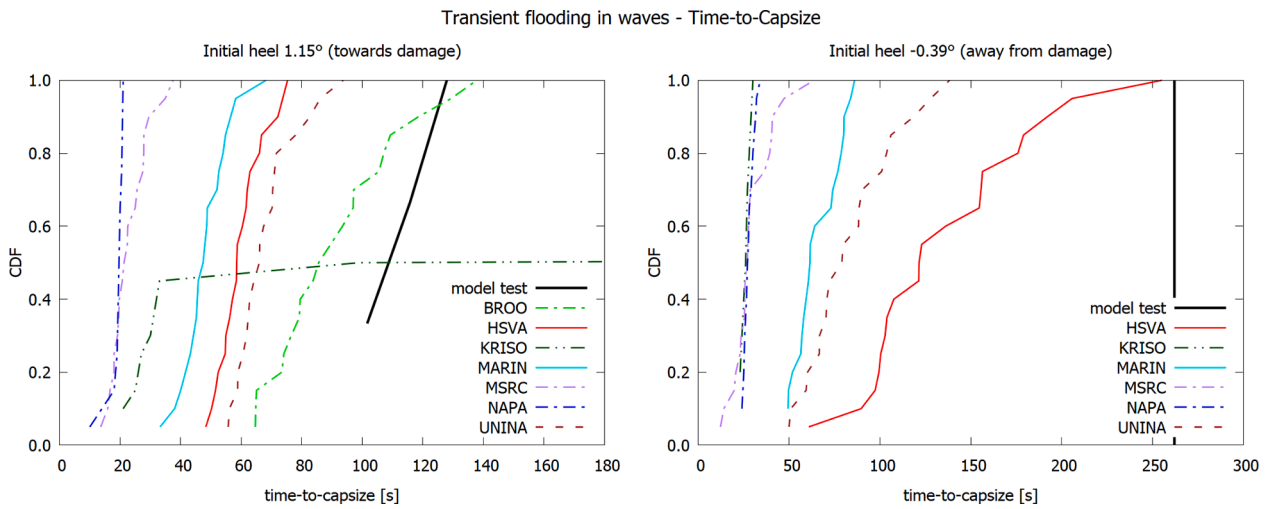 Transient flooding in waves - Time-to-Capsize
Initial heel 1.15º (towards damage)
CDF
1.0
0.8
0.6
0.4
0.2
0.0
model test
BROO
HSVA
KRISO
MARIN
MSRC
NAPA
UNINA
0 20 40 60 80 100 120 140 160 180
time-to-capsize [s]
Initial heel -0.39º (away from damage)
CDF
1.0
0.8
0.6
0.4
0.2
0.0
model test
HSVA
KRISO
MARIN
MSRC
NAPA
UNINA
0 50 100 150 200 250 300
time-to-capsize [s]